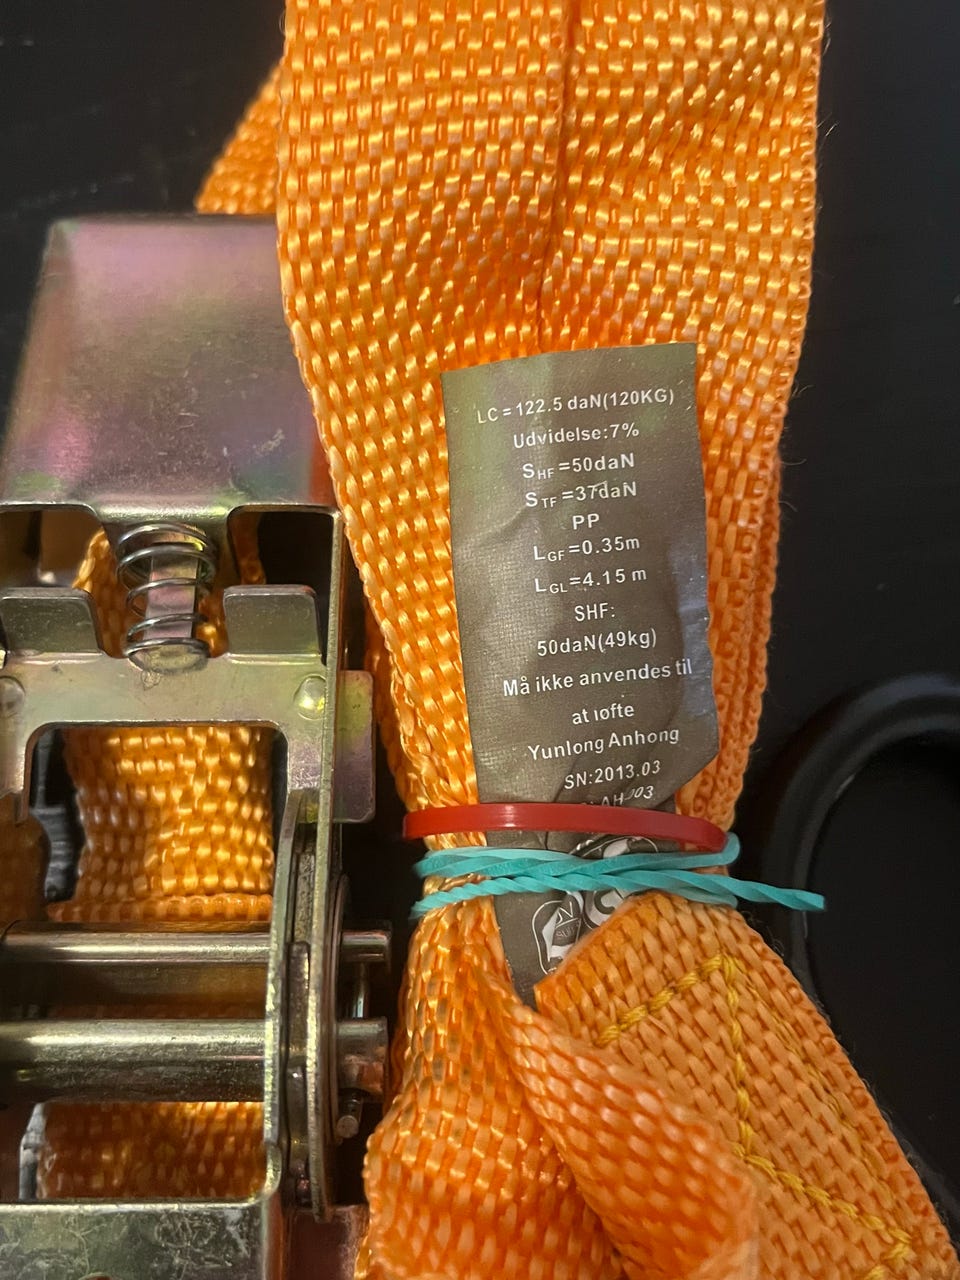 LC=122.5 daN(120KG)
Udvidelse:7%
SHF=50daN
STF=37daN
PP
LGF=0.35m
LGL=4.15 m
SHF:
50daN(49kg)
Må ikke anvendes til
at ıøfte
Yunlong Anhong
SN:2013.03